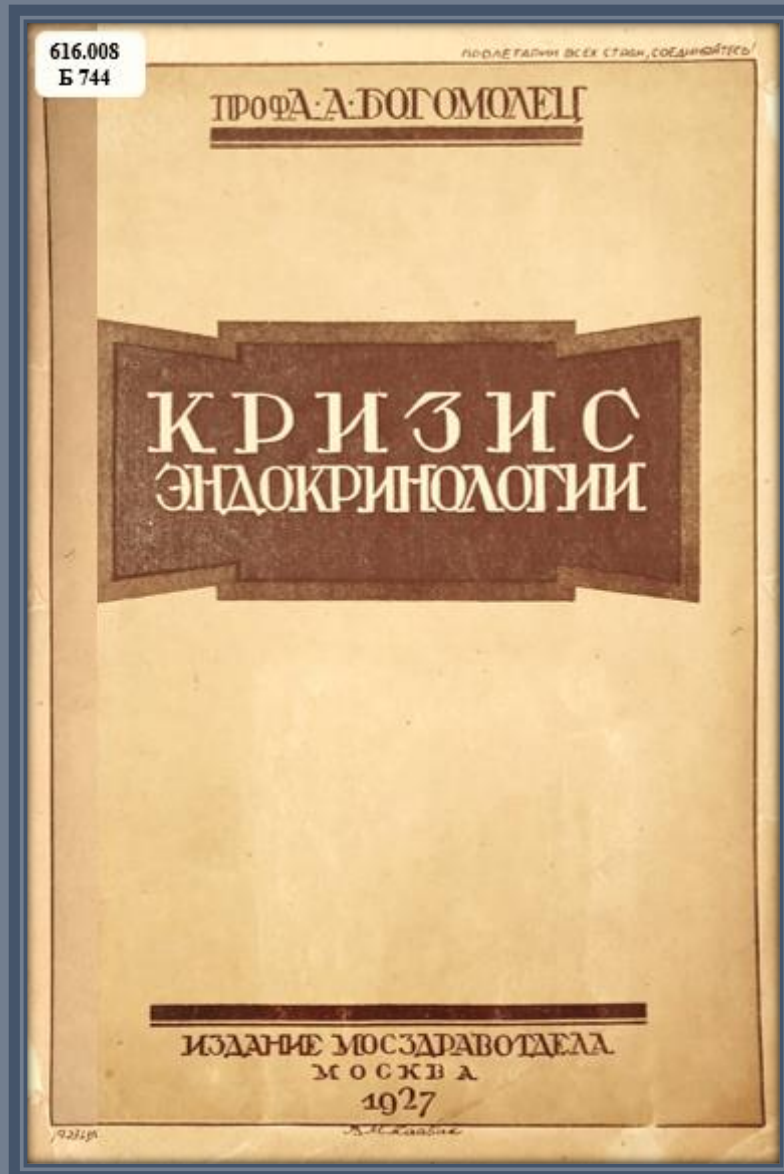 616.008
Б 744
ПРОЛЕТАРИИ ВСЕХ СТРАН, СОЕДИНЯЙТЕСЬ!
ПРОФ А·А·БОГОМОЛЕЦ
КРИЗИС
ЭНДОКРИНОЛОГИИ
ИЗДАНИЕ МОСЗДРАВОТДЕЛА
МОСКВА
1927